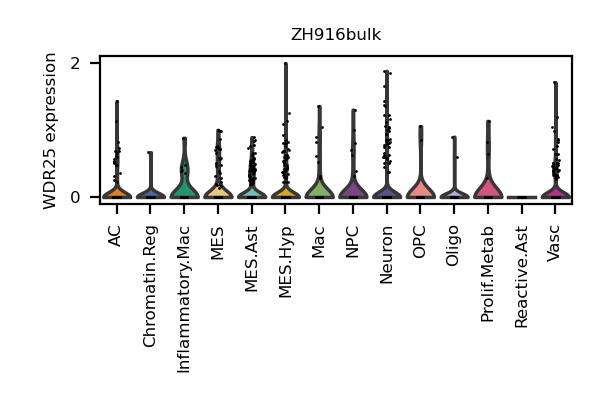 ZH916bulk
WDR25 expression
2
0
AC
Chromatin.Reg
Inflammatory.Mac
MES
MES.Ast
MES.Hyp
Mac
NPC
Neuron
OPC
Oligo
Prolif.Metab
Reactive.Ast
Vasc